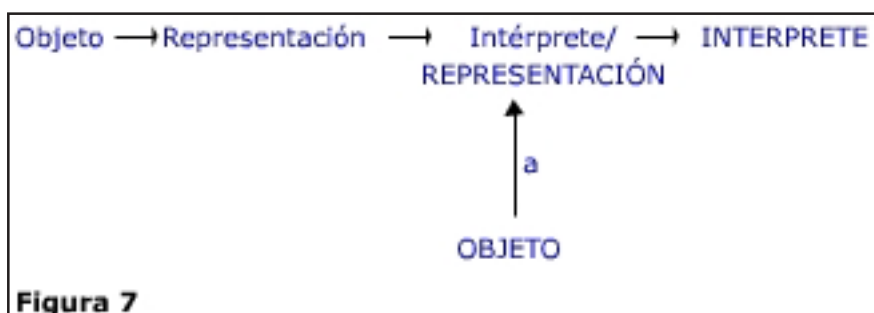 Objeto → Representación → Intérprete/ → INTERPRETE
REPRESENTACIÓN
a
OBJETO
Figura 7